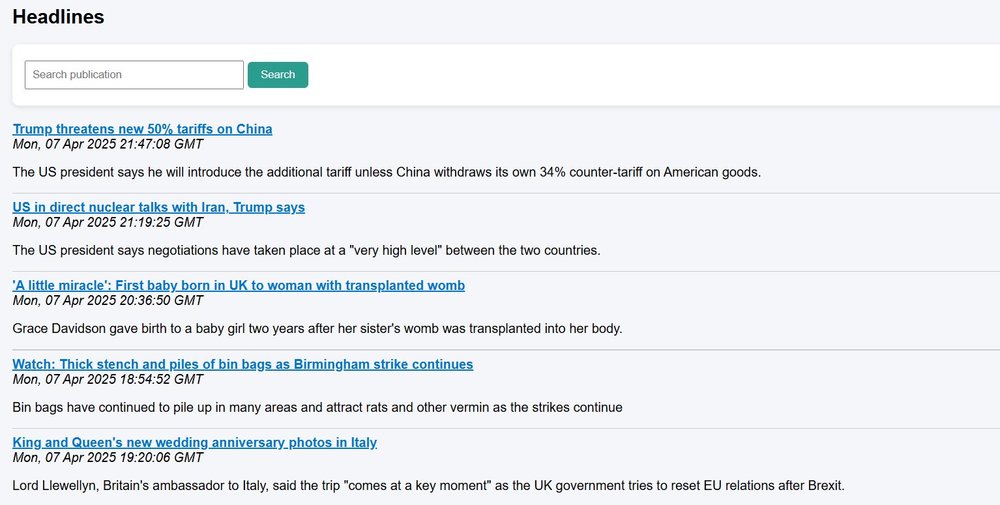 Headlines
Search publication
Search
Trump threatens new 50% tariffs on China
Mon, 07 Apr 2025 21:47:08 GMT
The US president says he will introduce the additional tariff unless China withdraws its own 34% counter-tariff on American goods.
US in direct nuclear talks with Iran, Trump says
Mon, 07 Apr 2025 21:19:25 GMT
The US president says negotiations have taken place at a "very high level" between the two countries.
'A little miracle': First baby born in UK to woman with transplanted womb
Mon, 07 Apr 2025 20:36:50 GMT
Grace Davidson gave birth to a baby girl two years after her sister's womb was transplanted into her body.
Watch: Thick stench and piles of bin bags as Birmingham strike continues
Mon, 07 Apr 2025 18:54:52 GMT
Bin bags have continued to pile up in many areas and attract rats and other vermin as the strikes continue
King and Queen's new wedding anniversary photos in Italy
Mon, 07 Apr 2025 19:20:06 GMT
Lord Llewellyn, Britain's ambassador to Italy, said the trip "comes at a key moment" as the UK government tries to reset EU relations after Brexit.